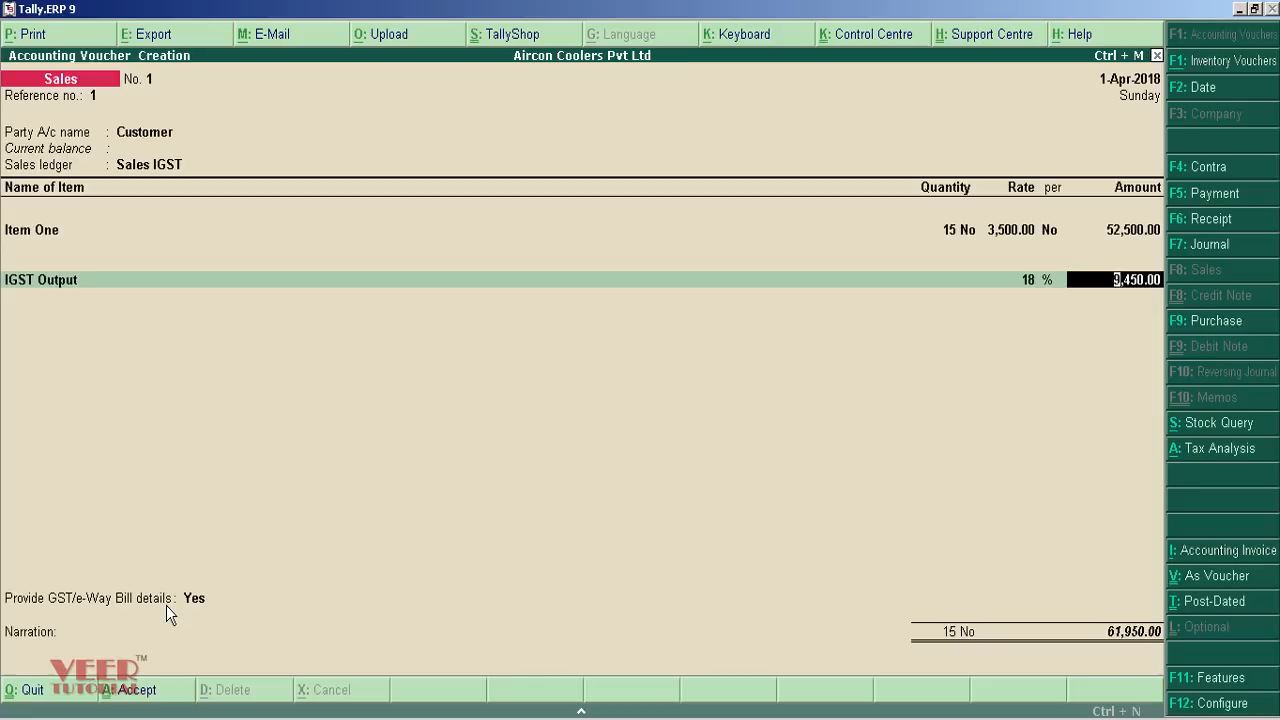 Tally.ERP 9
P: Print E: Export M: E-Mail O: Upload S: TallyShop G: Language K: Keyboard K: Control Centre H: Support Centre H: Help
Accounting Voucher Creation Aircon Coolers Pvt Ltd Ctrl + M
Sales No. 1 1-Apr-2018
Reference no.: 1 Sunday
Party A/c name : Customer
Current balance :
Sales ledger : Sales IGST
Name of Item Quantity Rate per Amount
Item One 15 No 3,500.00 No 52,500.00
IGST Output 18 % 9,450.00
Provide GST/e-Way Bill details : Yes
Narration: 15 No 61,950.00
VEER™
TUTORIAL
Q: Quit A: Accept D: Delete X: Cancel
Ctrl + N
F1: Accounting Vouchers
F1: Inventory Vouchers
F2: Date
F3: Company
F4: Contra
F5: Payment
F6: Receipt
F7: Journal
F8: Sales
F8: Credit Note
F9: Purchase
F9: Debit Note
F10: Reversing Journal
F10: Memos
S: Stock Query
A: Tax Analysis
I: Accounting Invoice
V: As Voucher
T: Post-Dated
L: Optional
F11: Features
F12: Configure